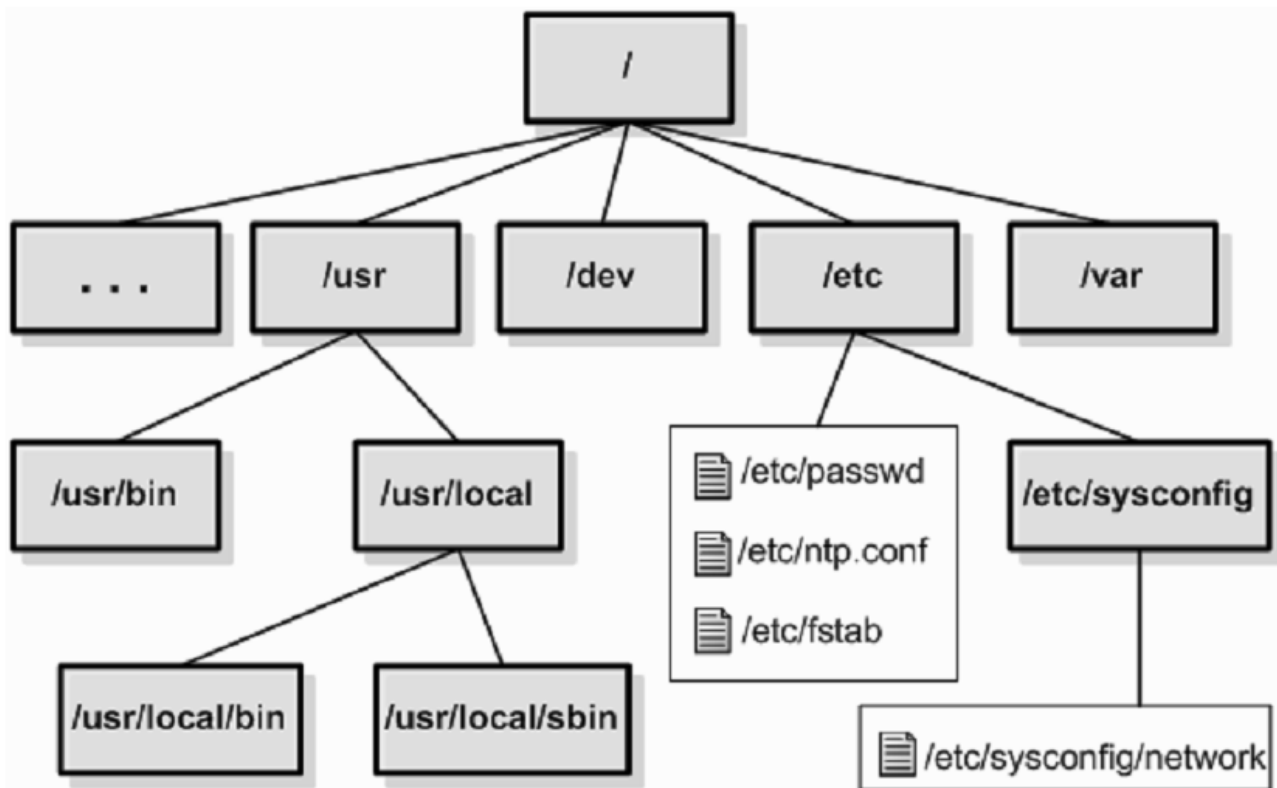 /
. . .
/usr
/dev
/etc
/var
/usr/bin
/usr/local
/etc/passwd
/etc/ntp.conf
/etc/fstab
/etc/sysconfig
/usr/local/bin
/usr/local/sbin
/etc/sysconfig/network